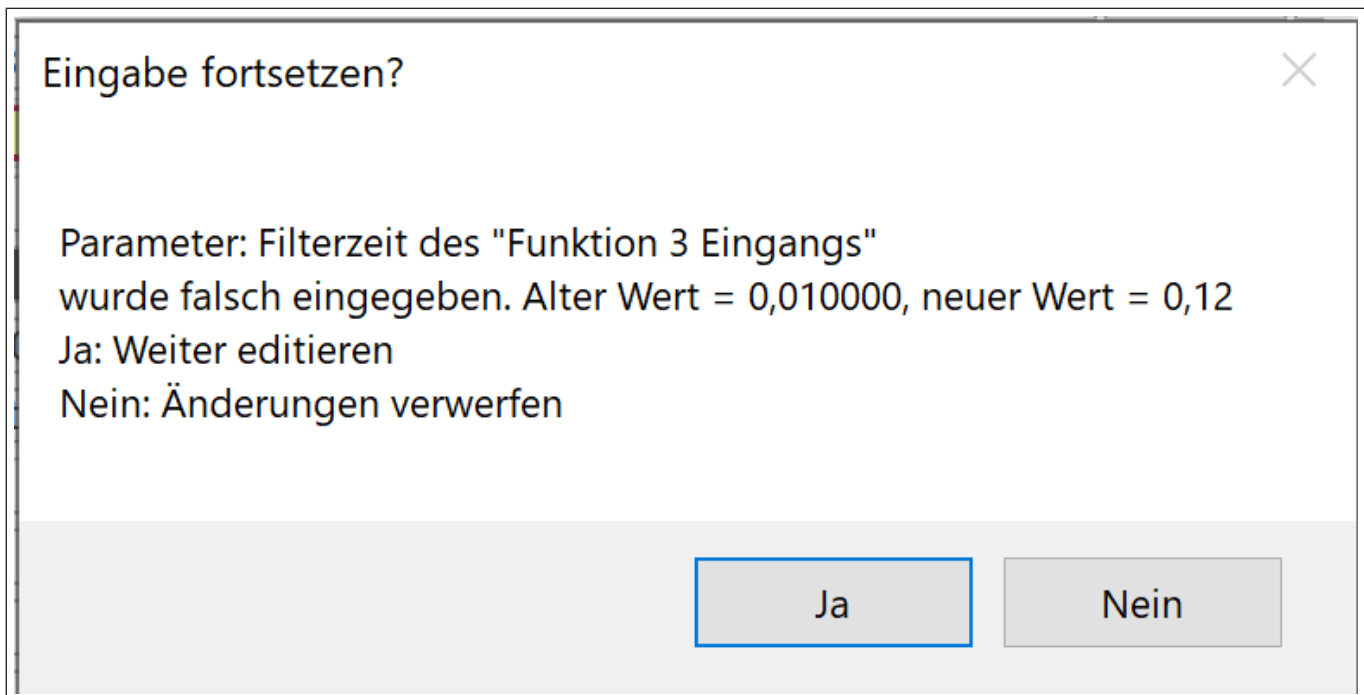 Eingabe fortsetzen?
Parameter: Filterzeit des "Funktion 3 Eingangs"
wurde falsch eingegeben. Alter Wert = 0,010000, neuer Wert = 0,12
Ja: Weiter editieren
Nein: Änderungen verwerfen
Ja
Nein